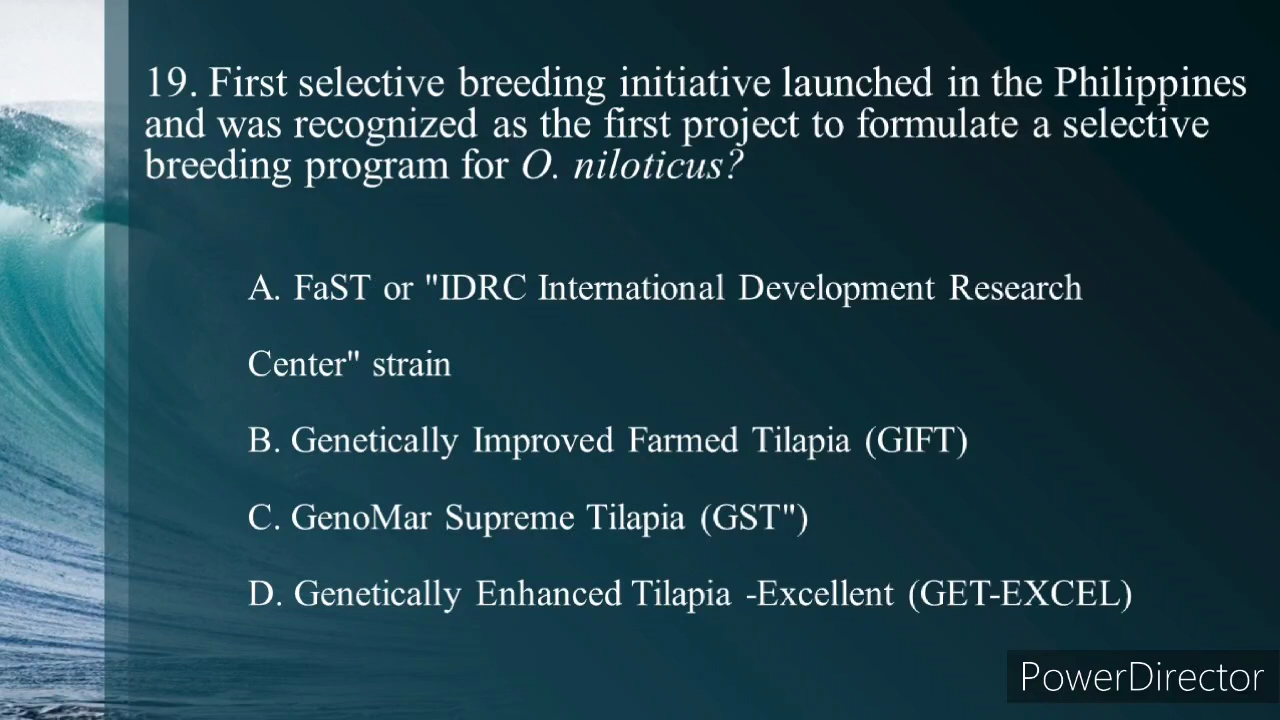 19. First selective breeding initiative launched in the Philippines
and was recognized as the first project to formulate a selective
breeding program for O. niloticus?
A. FaST or "IDRC International Development Research
Center" strain
B. Genetically Improved Farmed Tilapia (GIFT)
C. GenoMar Supreme Tilapia (GST")
D. Genetically Enhanced Tilapia -Excellent (GET-EXCEL)
PowerDirector